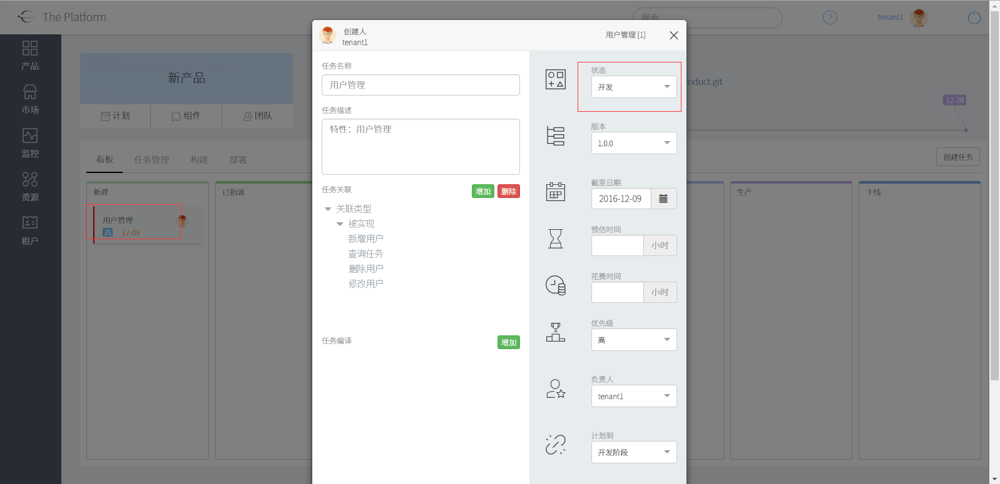 The Platform
搜索
?
tenant1
产品
市场
监控
资源
租户
新产品
计划
组件
团队
roduct.git
12-28
看板
任务管理
构建
部署
创建任务
新建
已指派
生产
下线
用户管理
高
12-09
创建人
tenant1
用户管理 [1]
任务名称
用户管理
任务描述
特性：用户管理
任务关联
增加
删除
关联类型
被实现
新增用户
查询任务
删除用户
修改用户
任务编译
增加
状态
开发
版本
1.0.0
截至日期
2016-12-09
预估时间
小时
花费时间
小时
优先级
高
负责人
tenant1
计划到
开发阶段